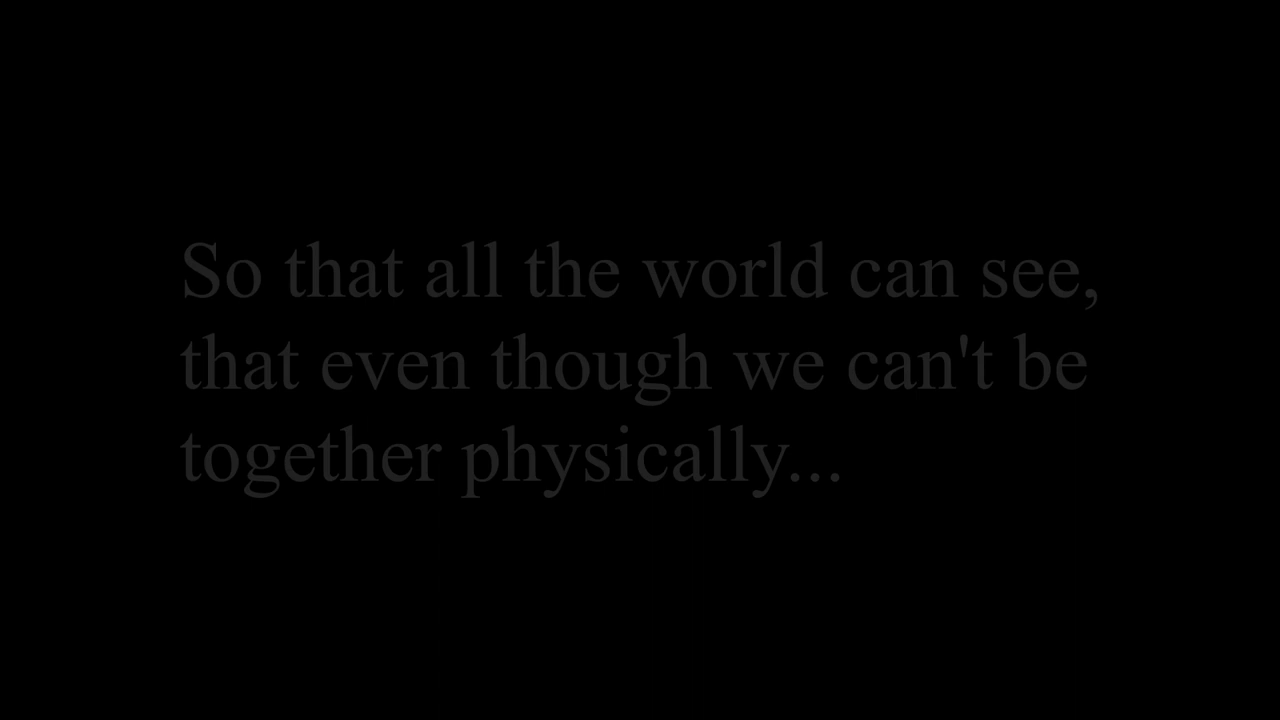 So that all the world can see,
that even though we can't be
together physically...